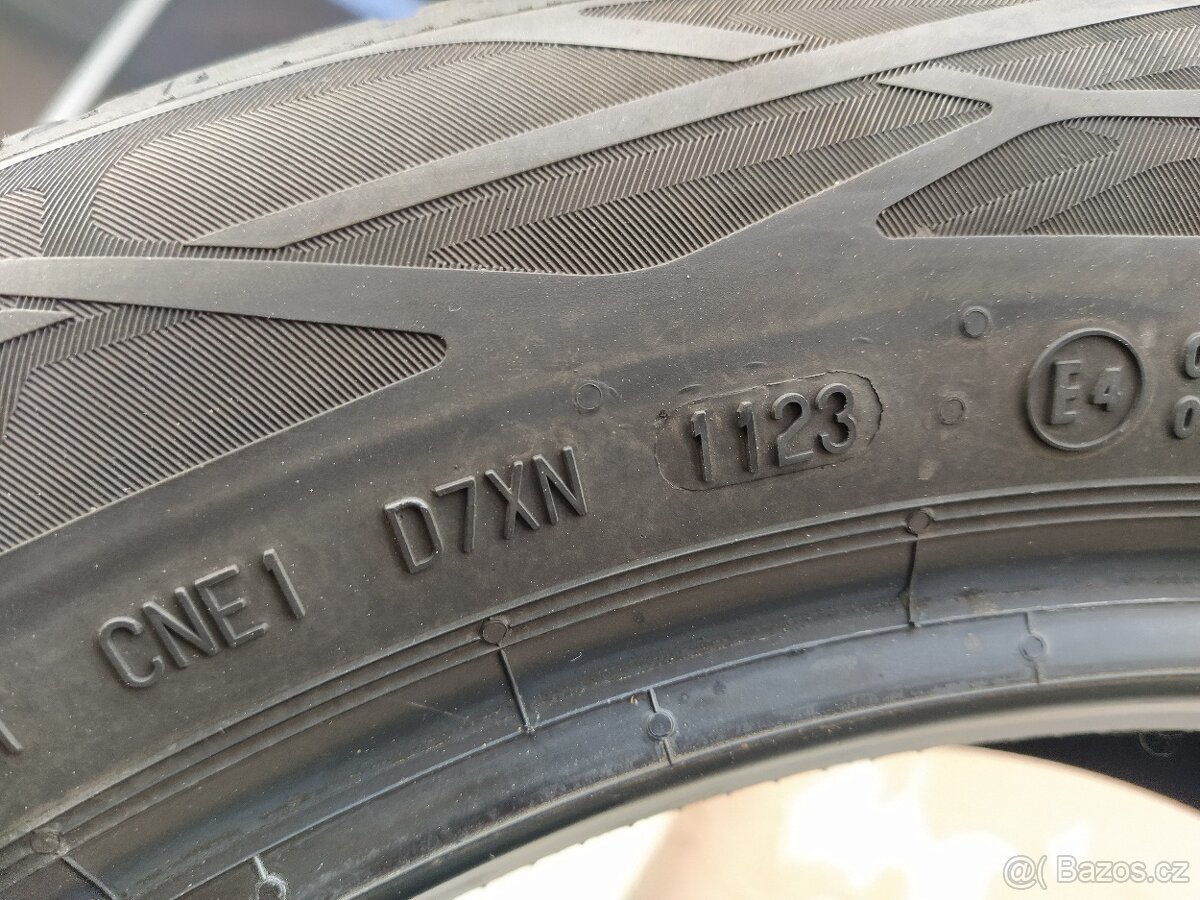 CNE1 D7XN 1123 E4
@( Bazos.cz